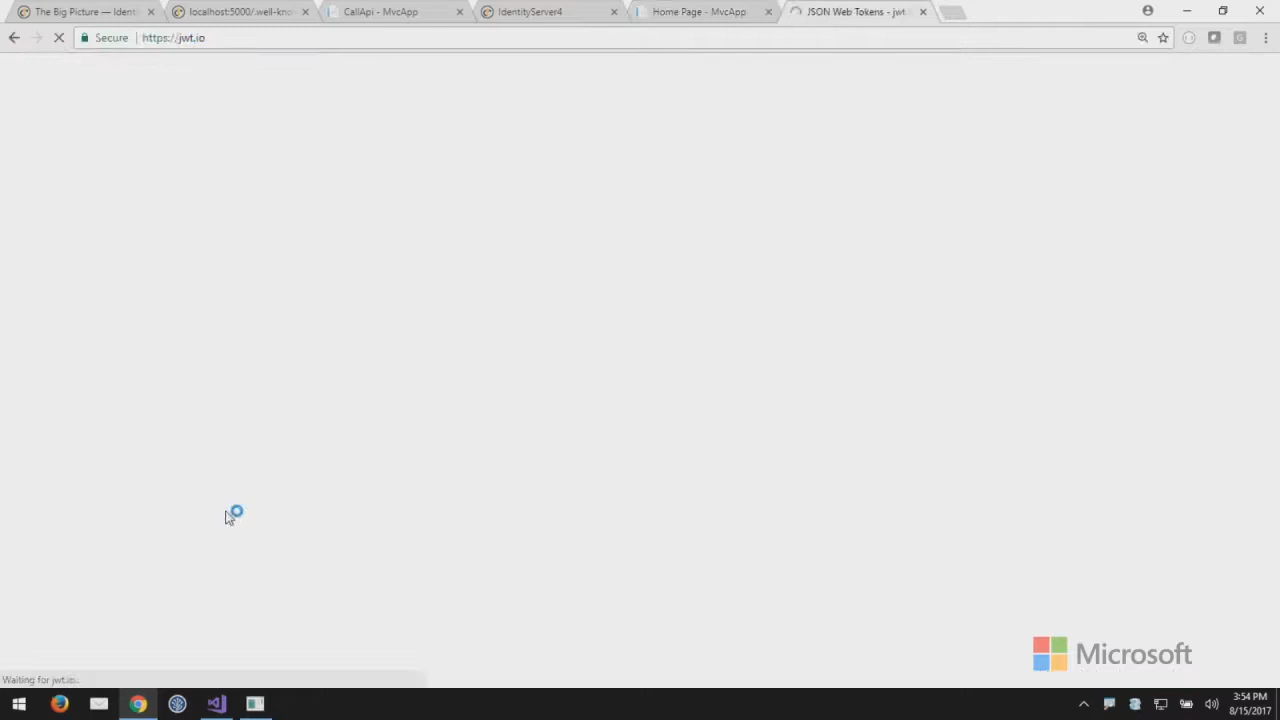 The Big Picture — Identi
localhost:5000/.well-kno
CallApi - MvcApp
IdentityServer4
Home Page - MvcApp
JSON Web Tokens - jwt
Secure
https://jwt.io
Microsoft
Waiting for jwt.io...
3:54 PM
8/15/2017